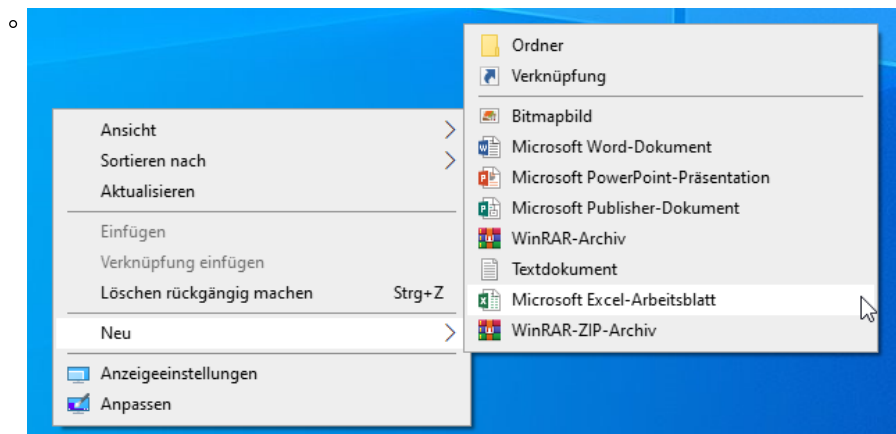 Ansicht
Sortieren nach
Aktualisieren
Einfügen
Verknüpfung einfügen
Löschen rückgängig machen Strg+Z
Neu
Anzeigeeinstellungen
Anpassen
Ordner
Verknüpfung
Bitmapbild
Microsoft Word-Dokument
Microsoft PowerPoint-Präsentation
Microsoft Publisher-Dokument
WinRAR-Archiv
Textdokument
Microsoft Excel-Arbeitsblatt
WinRAR-ZIP-Archiv